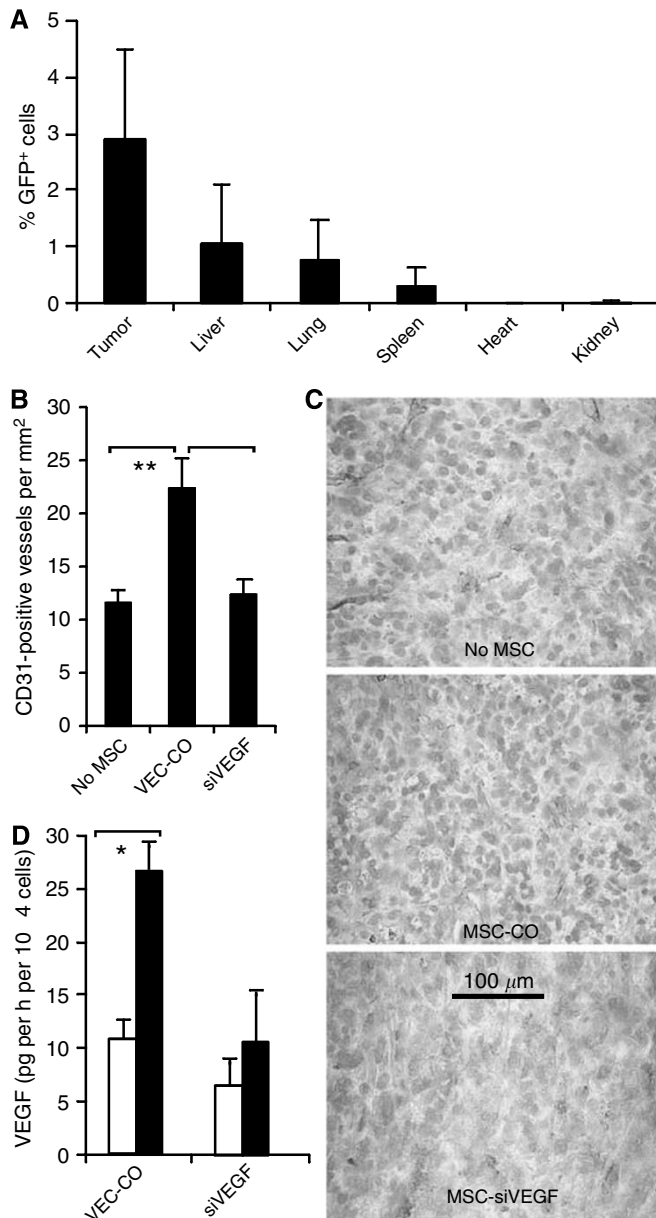 A
% GFP+ cells
5
4
3
2
1
0
Tumor
Liver
Lung
Spleen
Heart
Kidney
B
CD31-positive vessels per mm2
30
25
20
15
10
5
0
**
No MSC
VEC-CO
siVEGF
C
No MSC
MSC-CO
100 μm
MSC-siVEGF
D
VEGF (pg per h per 10 4 cells)
30
25
20
15
10
5
0
*
VEC-CO
siVEGF